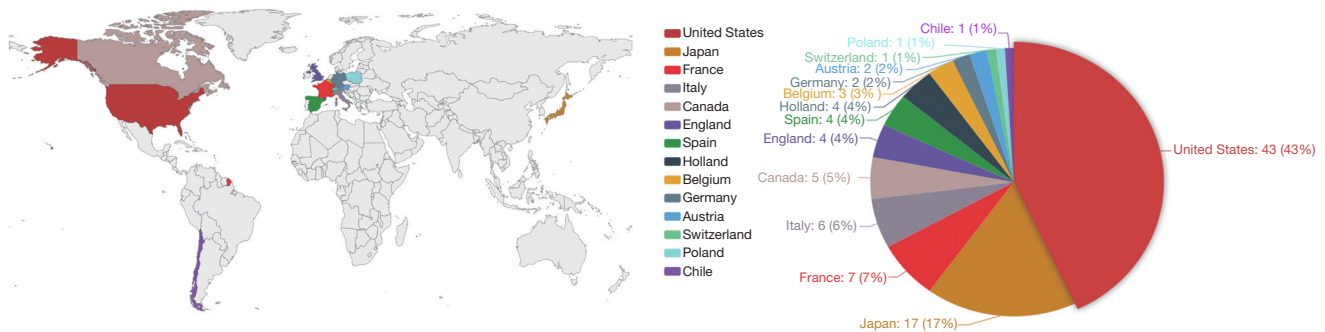 United States
Japan
France
Italy
Canada
England
Spain
Holland
Belgium
Germany
Austria
Switzerland
Poland
Chile
Chile: 1 (1%)
Poland: 1 (1%)
Switzerland: 1 (1%)
Austria: 2 (2%)
Germany: 2 (2%)
Belgium: 3 (3%)
Holland: 4 (4%)
Spain: 4 (4%)
England: 4 (4%)
Canada: 5 (5%)
Italy: 6 (6%)
France: 7 (7%)
Japan: 17 (17%)
United States: 43 (43%)